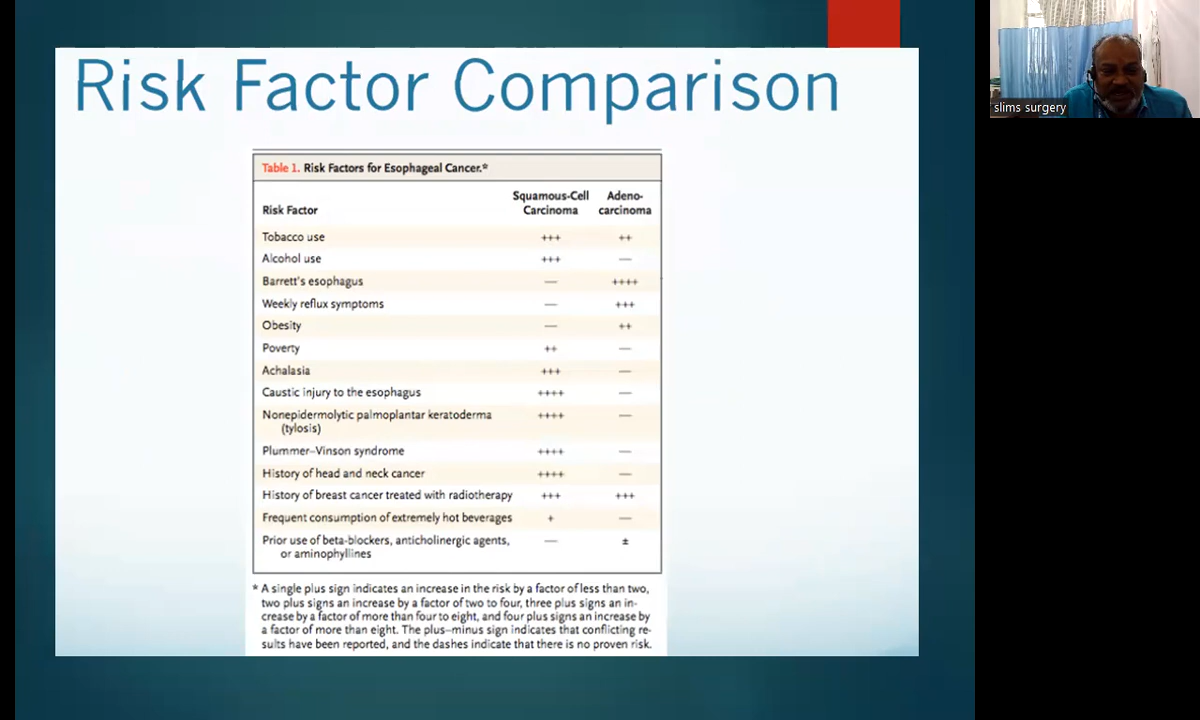 Risk Factor Comparison
slims surgery
Table 1. Risk Factors for Esophageal Cancer.*
Risk Factor Squamous-Cell Carcinoma Adeno-carcinoma
Tobacco use +++ ++
Alcohol use +++ —
Barrett's esophagus — ++++
Weekly reflux symptoms — +++
Obesity — ++
Poverty ++ —
Achalasia +++ —
Caustic injury to the esophagus ++++ —
Nonepidermolytic palmoplantar keratoderma ++++ —
(tylosis)
Plummer–Vinson syndrome ++++ —
History of head and neck cancer ++++ —
History of breast cancer treated with radiotherapy +++ +++
Frequent consumption of extremely hot beverages + —
Prior use of beta-blockers, anticholinergic agents, — ±
or aminophyllines
* A single plus sign indicates an increase in the risk by a factor of less than two,
two plus signs an increase by a factor of two to four, three plus signs an in-
crease by a factor of more than four to eight, and four plus signs an increase by
a factor of more than eight. The plus–minus sign indicates that conflicting re-
sults have been reported, and the dashes indicate that there is no proven risk.